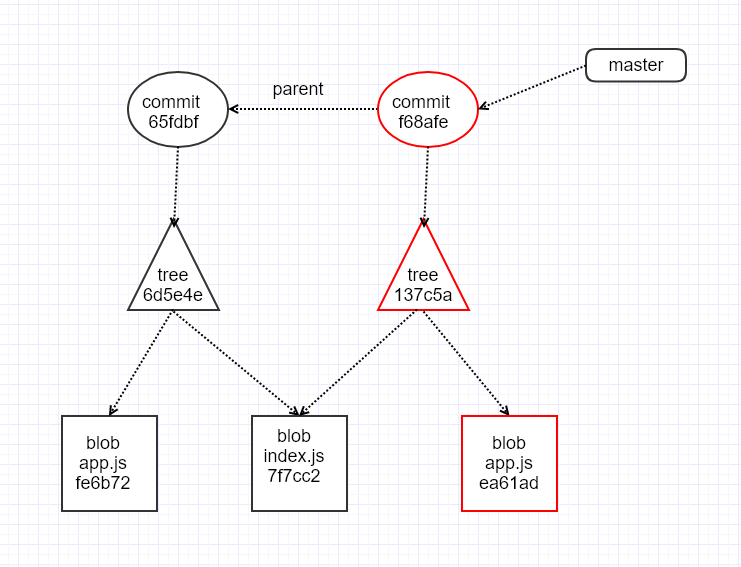 master
parent
commit
65fdbf
commit
f68afe
tree
6d5e4e
tree
137c5a
blob
app.js
fe6b72
blob
index.js
7f7cc2
blob
app.js
ea61ad